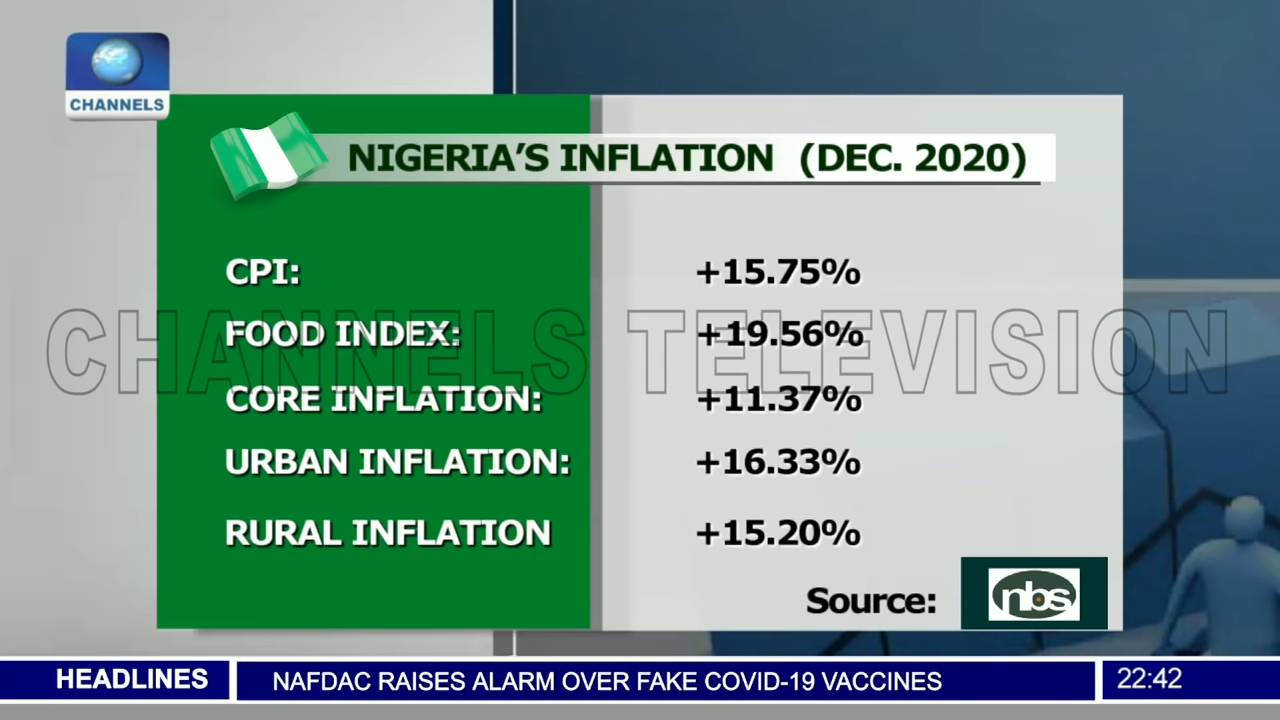 CHANNELS
NIGERIA'S INFLATION (DEC. 2020)
CPI: +15.75%
FOOD INDEX: +19.56%
CHANNELS TELEVISION
CORE INFLATION: +11.37%
URBAN INFLATION: +16.33%
RURAL INFLATION +15.20%
Source: nbs
HEADLINES NAFDAC RAISES ALARM OVER FAKE COVID-19 VACCINES 22:42